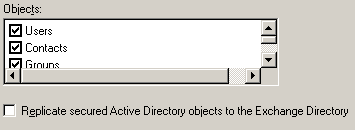 Objects:
Users
Contacts
Groups
Replicate secured Active Directory objects to the Exchange Directory